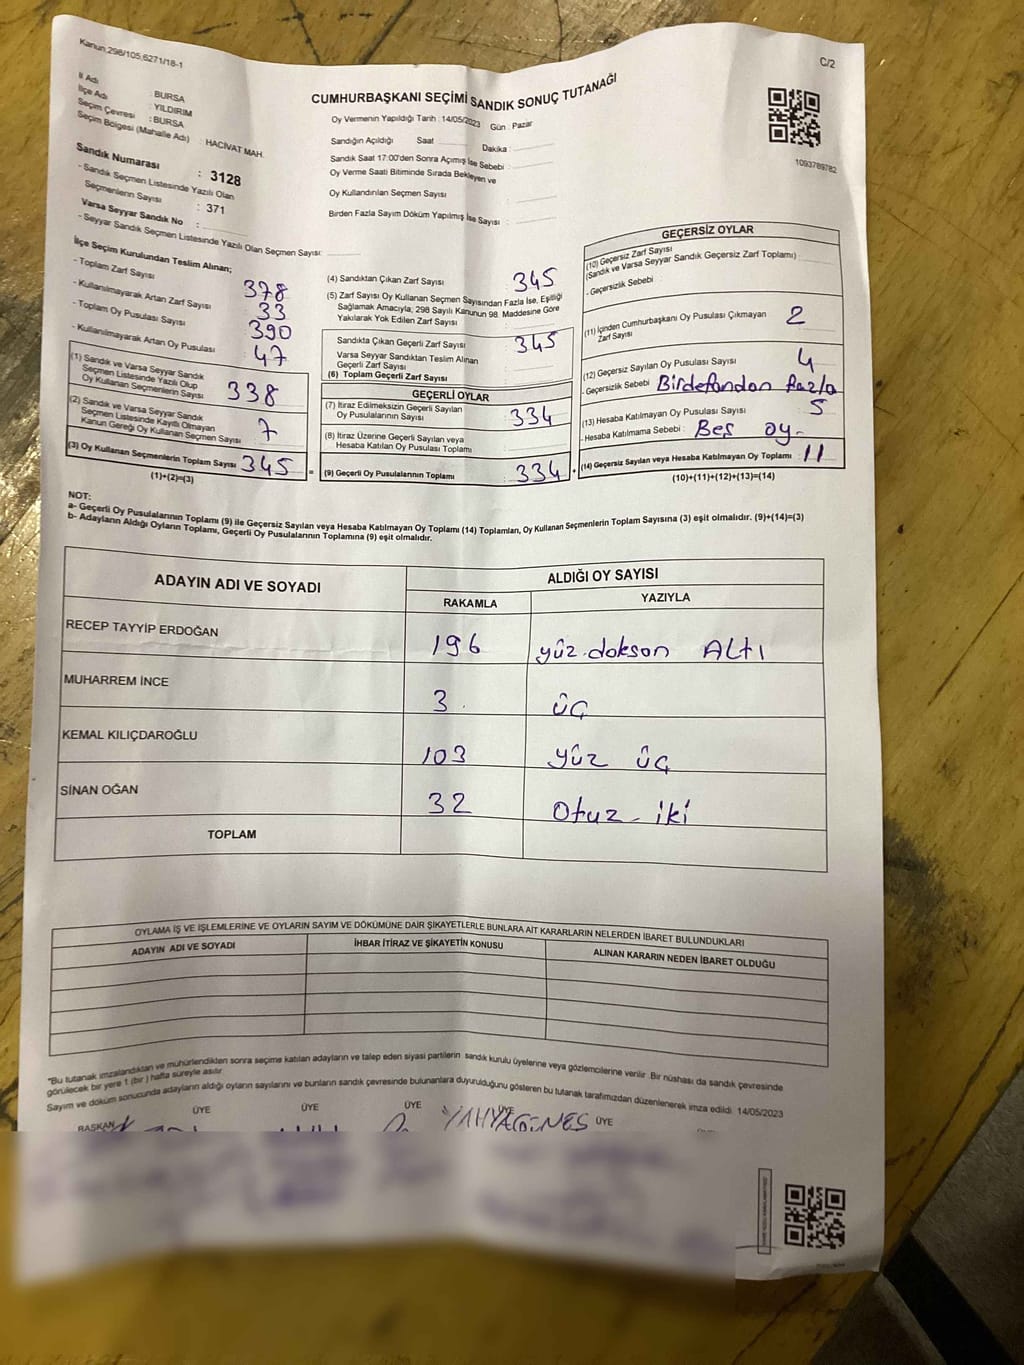 Kanun:298/105;6271/18-1
C/2
İl Adı : BURSA
İlçe Adı : YILDIRIM
Seçim Çevresi : BURSA
Seçim Bölgesi (Mahalle Adı) : HACİVAT MAH.
Sandık Numarası : 3128
- Sandık Seçmen Listesinde Yazılı Olan Seçmenlerin Sayısı : 371
Varsa Seyyar Sandık No :
- Seyyar Sandık Seçmen Listesinde Yazılı Olan Seçmen Sayısı:
CUMHURBAŞKANI SEÇİMİ SANDIK SONUÇ TUTANAĞI
Oy Vermenin Yapıldığı Tarih : 14/05/2023 Gün : Pazar
Sandığın Açıldığı Saat Dakika :
Sandık Saat 17:00'den Sonra Açımış İse Sebebi :
Oy Verme Saati Bitiminde Sırada Bekleyen ve
Oy Kullandırılan Seçmen Sayısı
Birden Fazla Sayım Döküm Yapılmış İse Sayısı :
1093789782
İlçe Seçim Kurulundan Teslim Alınan;
- Toplam Zarf Sayısı 378
- Kullanılmayarak Artan Zarf Sayısı 33
- Toplam Oy Pusulası Sayısı 390
- Kullanılmayarak Artan Oy Pusulası 47
(1) Sandık ve Varsa Seyyar Sandık
Seçmen Listesinde Yazılı Olup
Oy Kullanan Seçmenlerin Sayısı 338
(2) Sandık ve Varsa Seyyar Sandık
Seçmen Listesinde Kayıtlı Olmayan
Kanun Gereği Oy Kullanan Seçmen Sayısı 7
(3) Oy Kullanan Seçmenlerin Toplam Sayısı 345
(1)+(2)=(3)
(4) Sandıktan Çıkan Zarf Sayısı 345
(5) Zarf Sayısı Oy Kullanan Seçmen Sayısından Fazla İse, Eşitliği
Sağlamak Amacıyla, 298 Sayılı Kanunun 98. Maddesine Göre
Yakılarak Yok Edilen Zarf Sayısı
Sandıkta Çıkan Geçerli Zarf Sayısı : 345
Varsa Seyyar Sandıktan Teslim Alınan
Geçerli Zarf Sayısı
(6) Toplam Geçerli Zarf Sayısı
GEÇERLİ OYLAR
(7) İtiraz Edilmeksizin Geçerli Sayılan
Oy Pusulalarının Sayısı : 334
(8) İtiraz Üzerine Geçerli Sayılan veya
Hesaba Katılan Oy Pusulası Toplamı
= (9) Geçerli Oy Pusulalarının Toplamı : 334 +
GEÇERSİZ OYLAR
(10) Geçersiz Zarf Sayısı
(Sandık ve Varsa Seyyar Sandık Geçersiz Zarf Toplamı) :
- Geçersizlik Sebebi :
(11) İçinden Cumhurbaşkanı Oy Pusulası Çıkmayan
Zarf Sayısı 2
(12) Geçersiz Sayılan Oy Pusulası Sayısı 4
- Geçersizlik Sebebi Birdefandan fazla
(13) Hesaba Katılmayan Oy Pusulası Sayısı 5
- Hesaba Katılmama Sebebi : Beş oy-
(14) Geçersiz Sayılan veya Hesaba Katılmayan Oy Toplamı 11
(10)+(11)+(12)+(13)=(14)
NOT:
a- Geçerli Oy Pusulalarının Toplamı (9) ile Geçersiz Sayılan veya Hesaba Katılmayan Oy Toplamı (14) Toplamları, Oy Kullanan Seçmenlerin Toplam Sayısına (3) eşit olmalıdır. (9)+(14)=(3)
b- Adayların Aldığı Oyların Toplamı, Geçerli Oy Pusulalarının Toplamına (9) eşit olmalıdır.
ADAYIN ADI VE SOYADI ALDIĞI OY SAYISI
RAKAMLA YAZIYLA
RECEP TAYYİP ERDOĞAN 196 yüz-dokson ALtı
MUHARREM İNCE 3 üç
KEMAL KILIÇDAROĞLU 103 yüz üç
SİNAN OĞAN 32 Otuz-iki
TOPLAM
OYLAMA İŞ VE İŞLEMLERİNE VE OYLARIN SAYIM VE DÖKÜMÜNE DAİR ŞİKAYETLERLE BUNLARA AİT KARARLARIN NELERDEN İBARET BULUNDUKLARI
ADAYIN ADI VE SOYADI İHBAR İTİRAZ VE ŞİKAYETİN KONUSU ALINAN KARARIN NEDEN İBARET OLDUĞU
"Bu tutanak imzalandıktan ve mühürlendikten sonra seçime katılan adayların ve talep eden siyasi partilerin sandık kurulu üyelerine veya gözlemcilerine verilir. Bir nüshası da sandık çevresinde
görülecek bir yere 1 (bir) hafta süreyle asılır.
Sayım ve döküm sonucunda adayların aldığı oyların sayılarını ve bunların sandık çevresinde bulunanlara duyurulduğunu gösteren bu tutanak tarafımızdan düzenlenerek imza edildi. 14/05/2023
BAŞKAN ÜYE ÜYE ÜYE ÜYE ÜYE
YAHYA GÜNEŞ